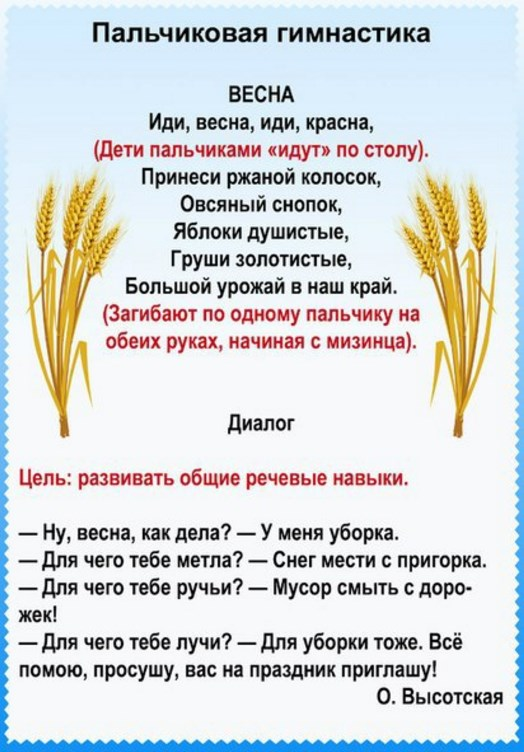 Пальчиковая гимнастика
ВЕСНА
Иди, весна, иди, красна,
(Дети пальчиками «идут» по столу).
Принеси ржаной колосок,
Овсяный снопок,
Яблоки душистые,
Груши золотистые,
Большой урожай в наш край.
(Загибают по одному пальчику на
обеих руках, начиная с мизинца).
Диалог
Цель: развивать общие речевые навыки.
— Ну, весна, как дела? — У меня уборка.
— Для чего тебе метла? — Снег мести с пригорка.
— Для чего тебе ручьи? — Мусор смыть с доро-
жек!
— Для чего тебе лучи? — Для уборки тоже. Всё
помою, просушу, вас на праздник приглашу!
О. Высотская